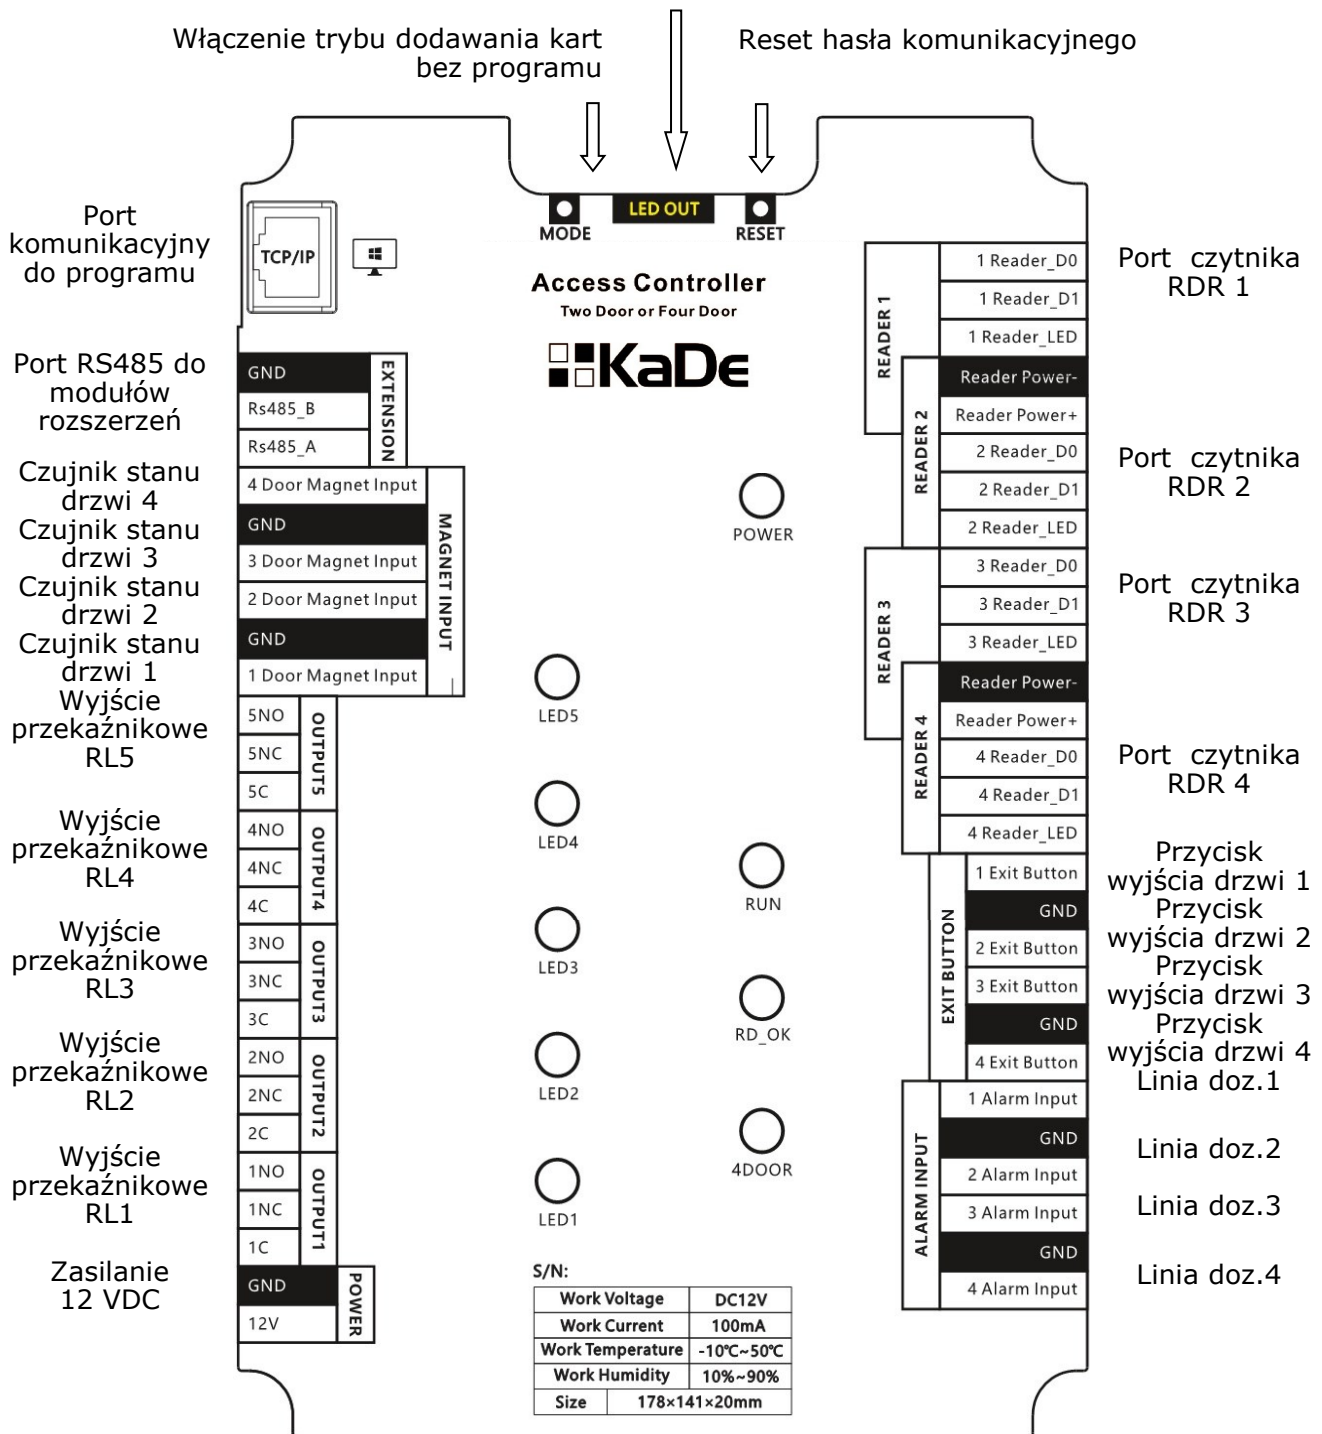 Włączenie trybu dodawania kart
bez programu
Reset hasła komunikacyjnego
MODE
LED OUT
RESET
Access Controller
Two Door or Four Door
KaDe
Port
komunikacyjny
do programu
TCP/IP
Port RS485 do
modułów
rozszerzeń
Czujnik stanu
drzwi 4
Czujnik stanu
drzwi 3
Czujnik stanu
drzwi 2
Czujnik stanu
drzwi 1
Wyjście
przekaźnikowe
RL5
Wyjście
przekaźnikowe
RL4
Wyjście
przekaźnikowe
RL3
Wyjście
przekaźnikowe
RL2
Wyjście
przekaźnikowe
RL1
Zasilanie
12 VDC
GND
Rs485_B
Rs485_A
EXTENSION
4 Door Magnet Input
GND
3 Door Magnet Input
2 Door Magnet Input
GND
1 Door Magnet Input
MAGNET INPUT
5NO
5NC
5C
OUTPUT5
4NO
4NC
4C
OUTPUT4
3NO
3NC
3C
OUTPUT3
2NO
2NC
2C
OUTPUT2
1NO
1NC
1C
OUTPUT1
GND
12V
POWER
LED5
LED4
LED3
LED2
LED1
POWER
RUN
RD_OK
4DOOR
S/N:
Work Voltage DC12V
Work Current 100mA
Work Temperature -10℃~50℃
Work Humidity 10%~90%
Size 178×141×20mm
READER 1
1 Reader_D0
1 Reader_D1
1 Reader_LED
Reader Power-
Reader Power+
READER 2
2 Reader_D0
2 Reader_D1
2 Reader_LED
READER 3
3 Reader_D0
3 Reader_D1
3 Reader_LED
Reader Power-
Reader Power+
READER 4
4 Reader_D0
4 Reader_D1
4 Reader_LED
EXIT BUTTON
1 Exit Button
GND
2 Exit Button
3 Exit Button
GND
4 Exit Button
ALARM INPUT
1 Alarm Input
GND
2 Alarm Input
3 Alarm Input
GND
4 Alarm Input
Port czytnika
RDR 1
Port czytnika
RDR 2
Port czytnika
RDR 3
Port czytnika
RDR 4
Przycisk
wyjścia drzwi 1
Przycisk
wyjścia drzwi 2
Przycisk
wyjścia drzwi 3
Przycisk
wyjścia drzwi 4
Linia doz.1
Linia doz.2
Linia doz.3
Linia doz.4